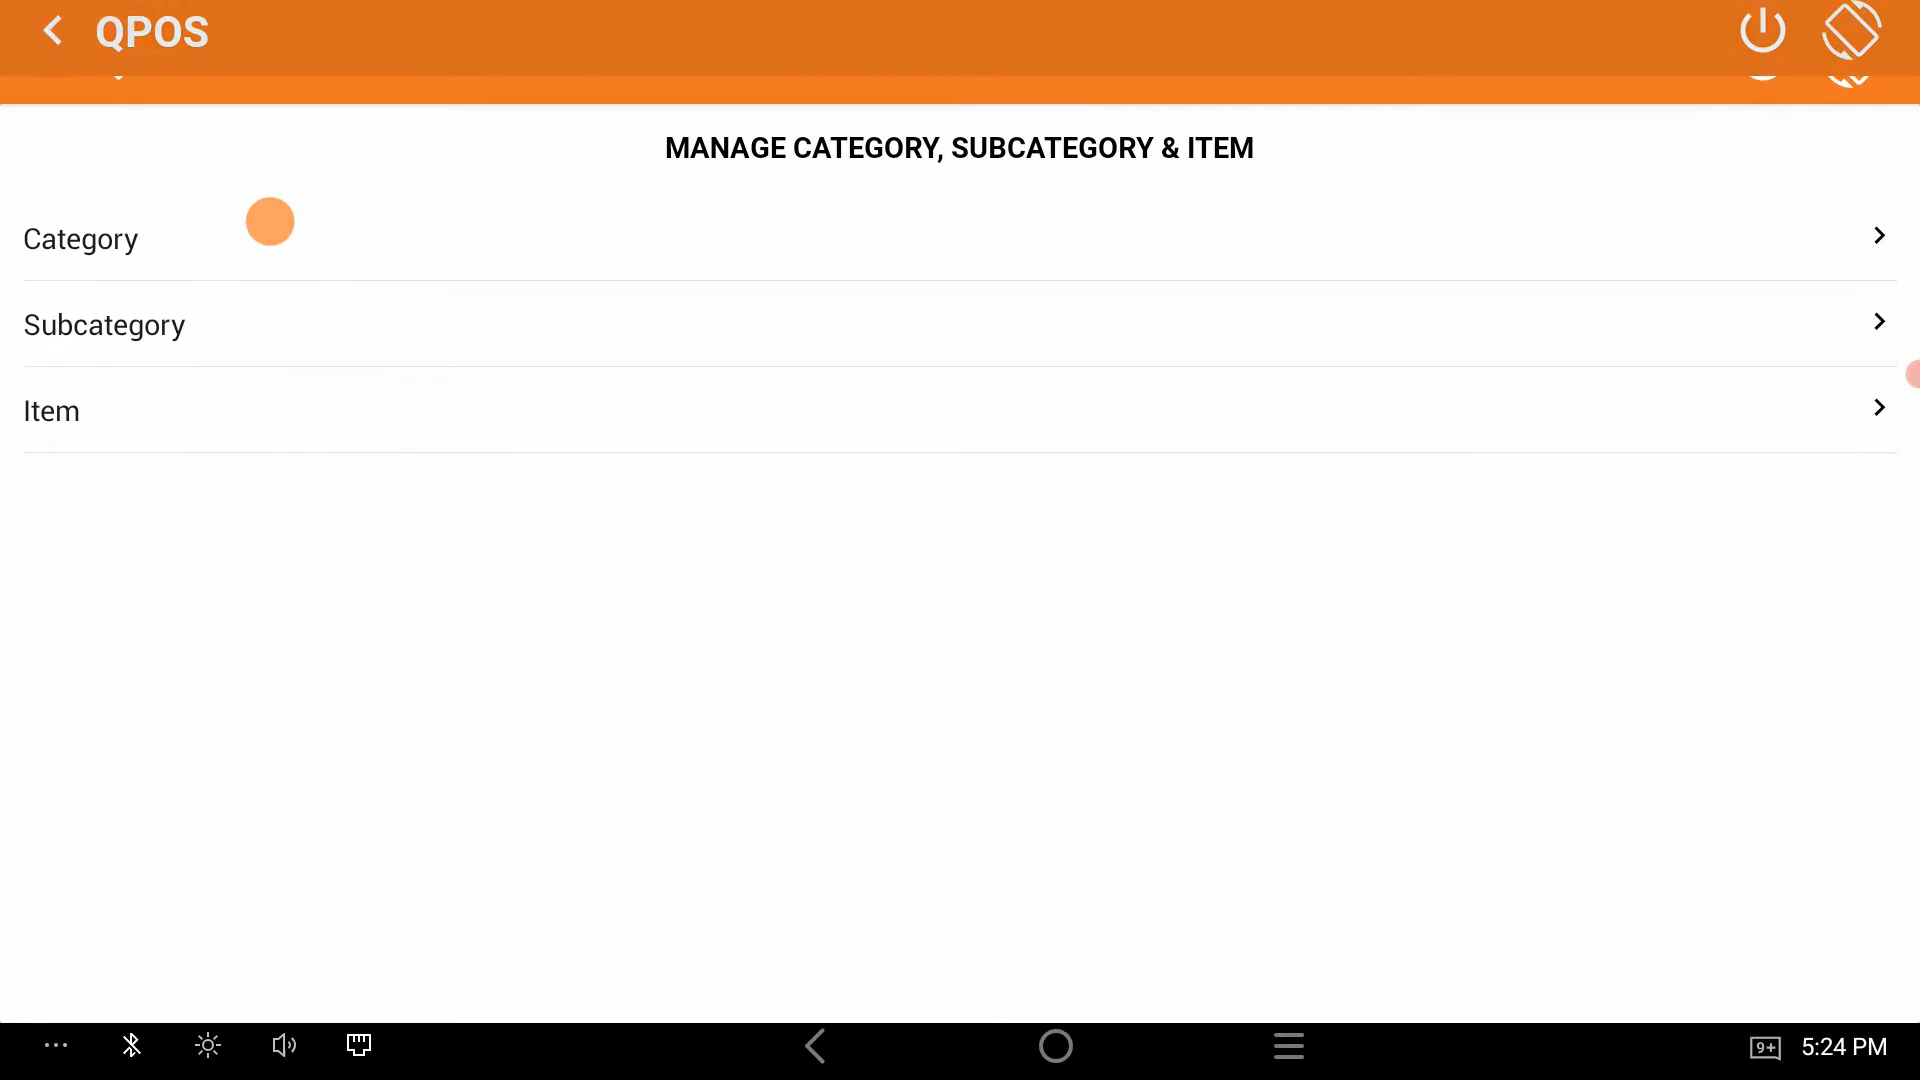 QPOS
MANAGE CATEGORY, SUBCATEGORY & ITEM
Category
Subcategory
Item
9+ 5:24 PM